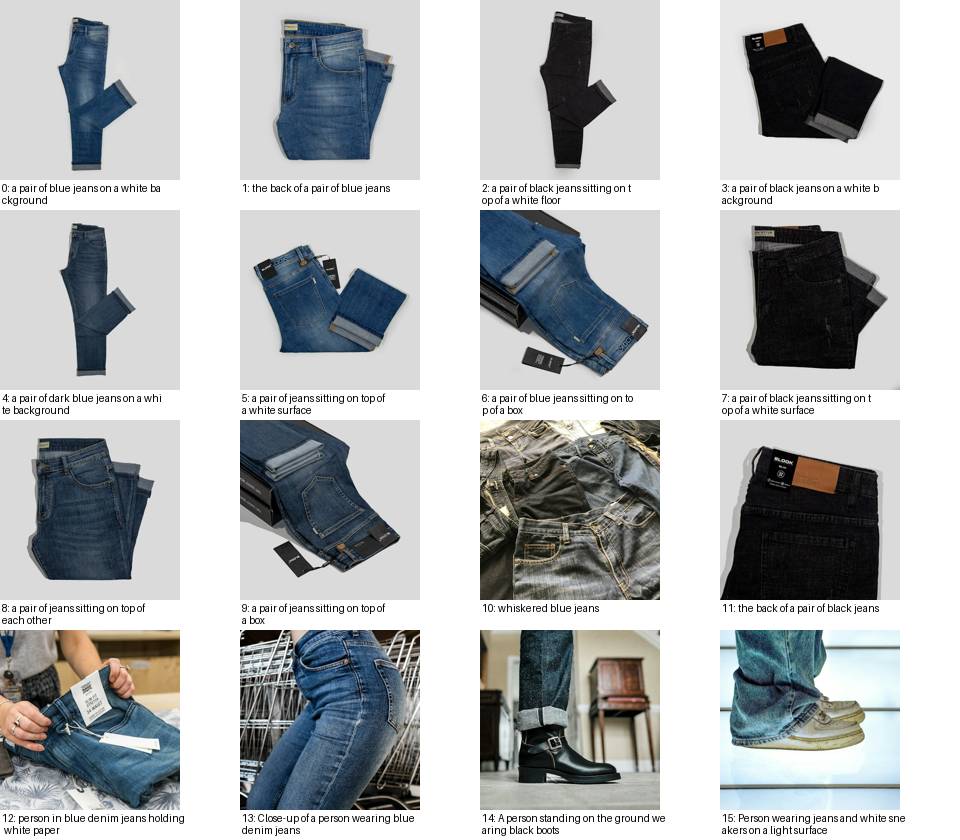 0: a pair of blue jeans on a white ba
ckground
1: the back of a pair of blue jeans
2: a pair of black jeans sitting on t
op of a white floor
3: a pair of black jeans on a white b
ackground
4: a pair of dark blue jeans on a whi
te background
5: a pair of jeans sitting on top of
a white surface
6: a pair of blue jeans sitting on to
p of a box
7: a pair of black jeans sitting on t
op of a white surface
8: a pair of jeans sitting on top of
each other
9: a pair of jeans sitting on top of
a box
10: whiskered blue jeans
11: the back of a pair of black jeans
12: person in blue denim jeans holding
white paper
13: Close-up of a person wearing blue
denim jeans
14: A person standing on the ground we
aring black boots
15: Person wearing jeans and white sne
akers on a light surface